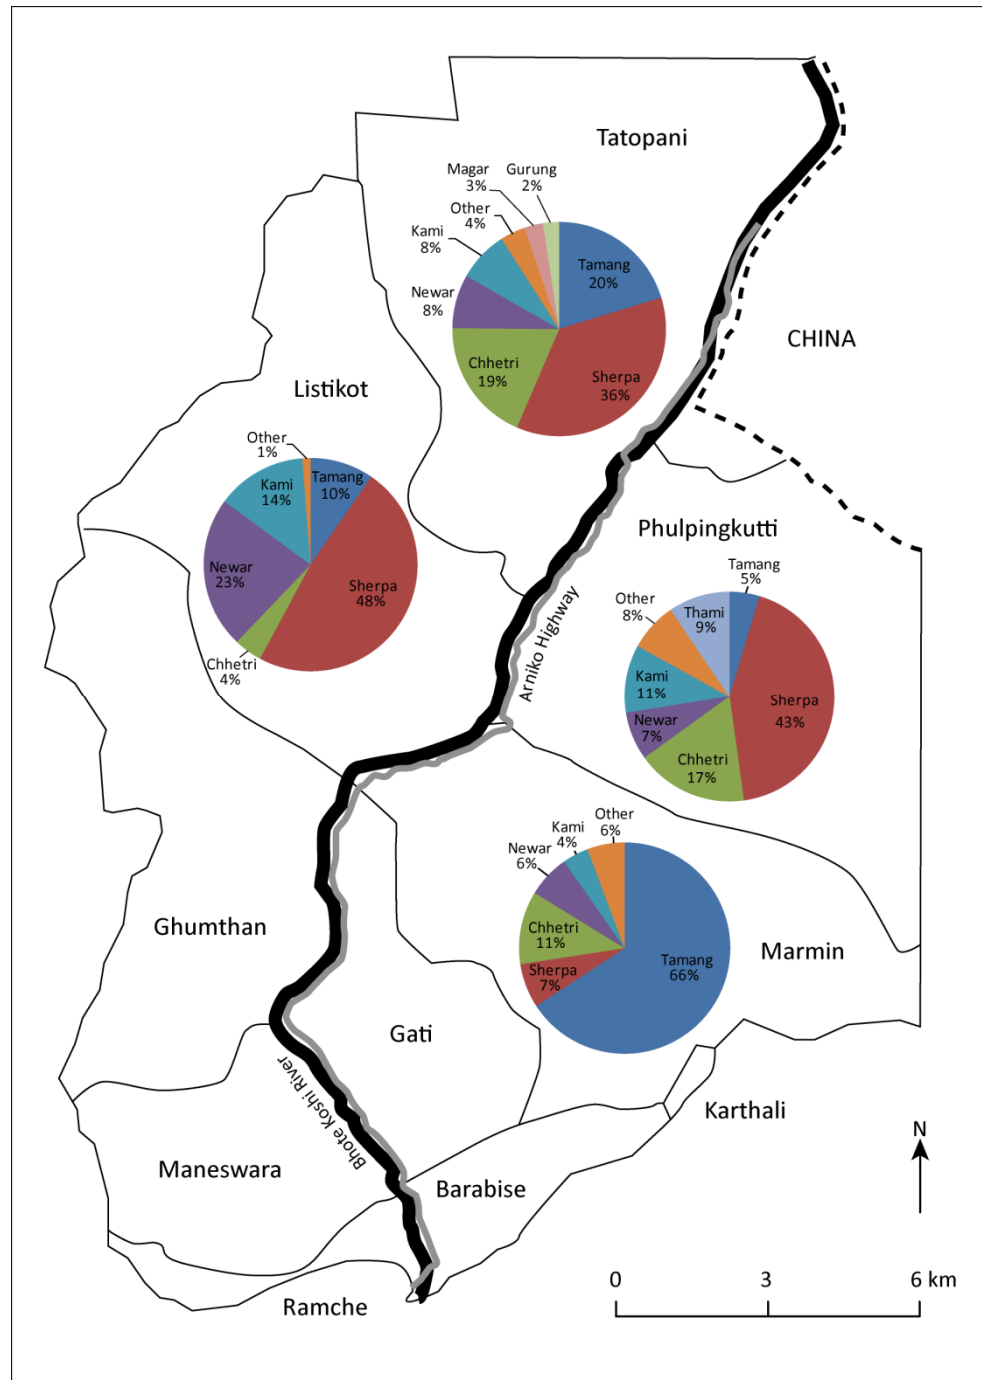 Tatopani
Magar
3%
Gurung
2%
Other
4%
Kami
8%
Newar
8%
Tamang
20%
Chhetri
19%
Sherpa
36%
CHINA
Listikot
Other
1%
Kami
14%
Tamang
10%
Newar
23%
Sherpa
48%
Chhetri
4%
Arniko Highway
Phulpingkutti
Tamang
5%
Other
8%
Thami
9%
Kami
11%
Sherpa
43%
Newar
7%
Chhetri
17%
Other
6%
Kami
4%
Newar
6%
Chhetri
11%
Sherpa
7%
Tamang
66%
Marmin
Ghumthan
Gati
Bhote Koshi River
Karthali
Maneswara
Barabise
Ramche
N
0 3 6 km